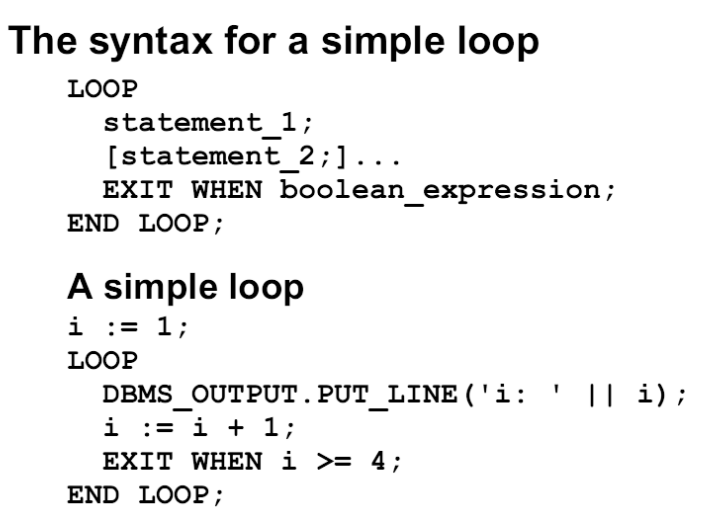 The syntax for a simple loop
LOOP
statement_1;
[statement_2;]...
EXIT WHEN boolean_expression;
END LOOP;
A simple loop
i := 1;
LOOP
DBMS_OUTPUT.PUT_LINE('i: ' || i);
i := i + 1;
EXIT WHEN i >= 4;
END LOOP;